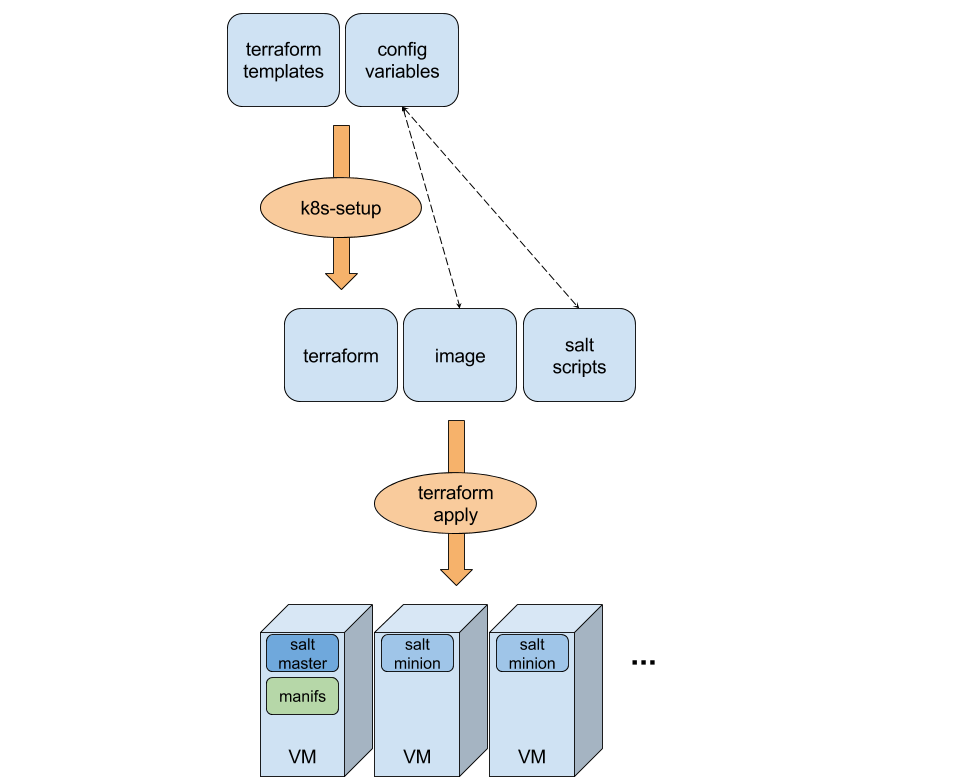 terraform
templates
config
variables
k8s-setup
terraform
image
salt
scripts
terraform
apply
salt
master
manifs
VM
salt
minion
VM
salt
minion
VM
...